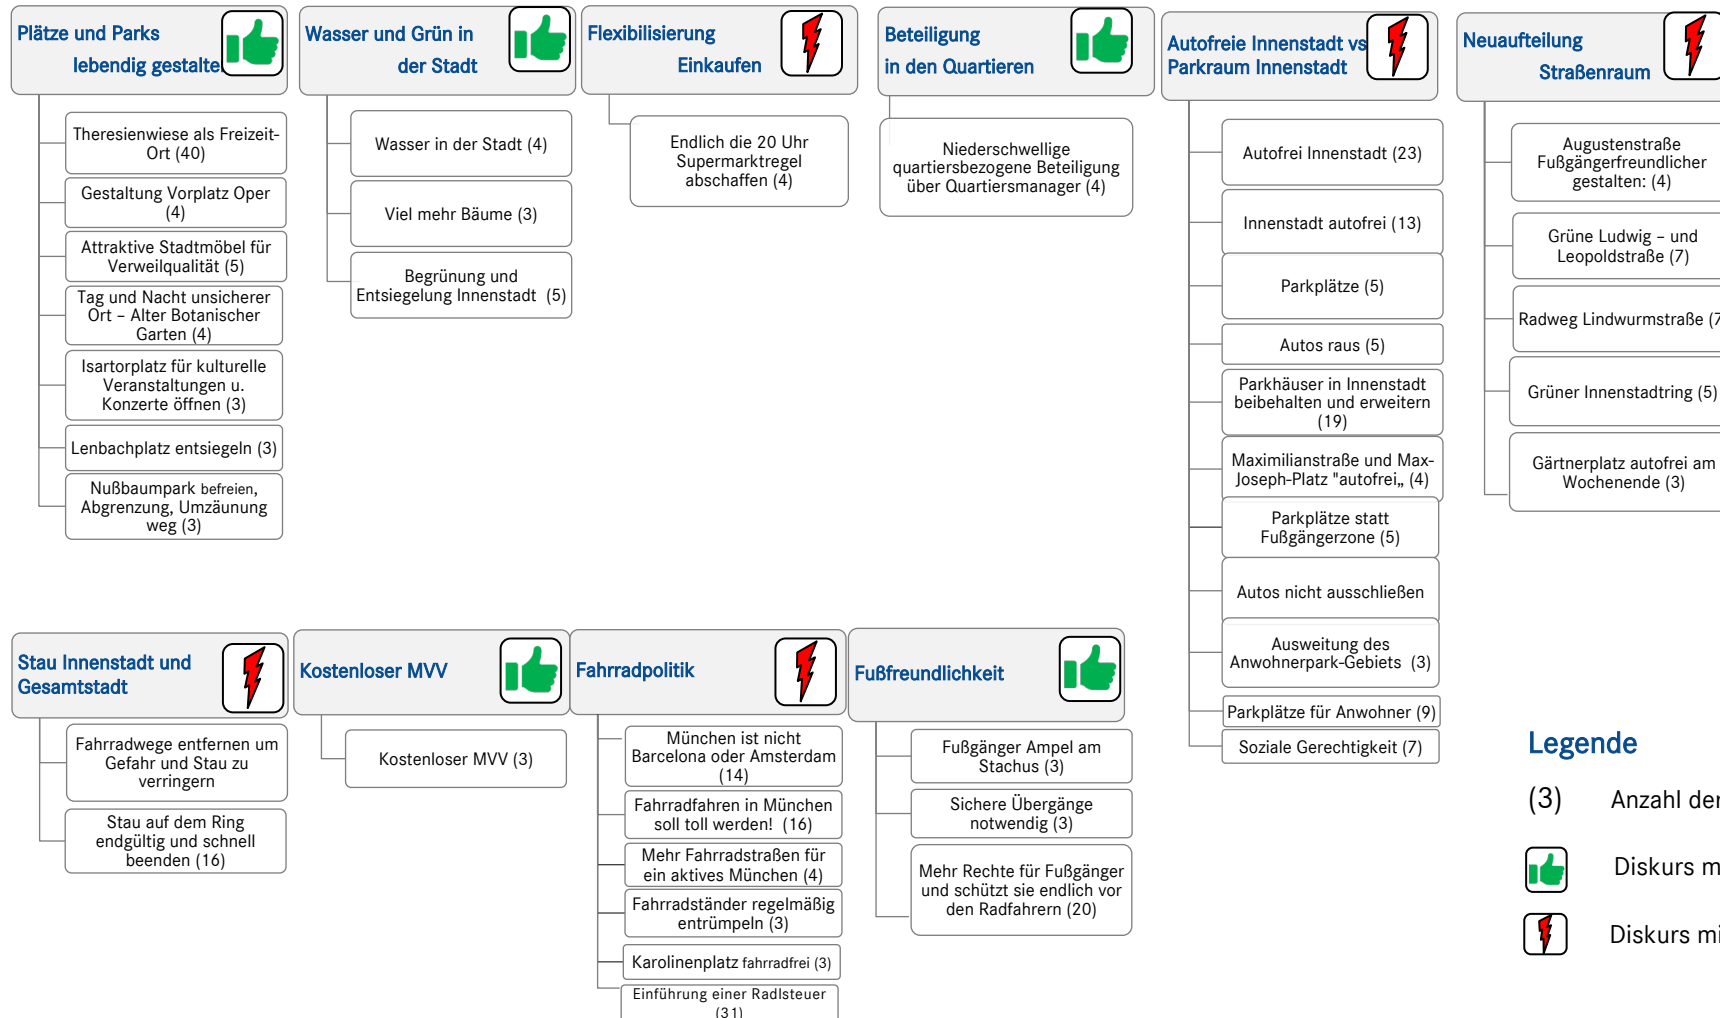 Plätze und Parks
lebendig gestalte
Theresienwiese als Freizeit-
Ort (40)
Gestaltung Vorplatz Oper
(4)
Attraktive Stadtmöbel für
Verweilqualität (5)
Tag und Nacht unsicherer
Ort – Alter Botanischer
Garten (4)
Isartorplatz für kulturelle
Veranstaltungen u.
Konzerte öffnen (3)
Lenbachplatz entsiegeln (3)
Nußbaumpark befreien,
Abgrenzung, Umzäunung
weg (3)
Wasser und Grün in
der Stadt
Wasser in der Stadt (4)
Viel mehr Bäume (3)
Begrünung und
Entsiegelung Innenstadt (5)
Flexibilisierung
Einkaufen
Endlich die 20 Uhr
Supermarktregel
abschaffen (4)
Beteiligung
in den Quartieren
Niederschwellige
quartiersbezogene Beteiligung
über Quartiersmanager (4)
Autofreie Innenstadt vs
Parkraum Innenstadt
Autofrei Innenstadt (23)
Innenstadt autofrei (13)
Parkplätze (5)
Autos raus (5)
Parkhäuser in Innenstadt
beibehalten und erweitern
(19)
Maximilianstraße und Max-
Joseph-Platz "autofrei„ (4)
Parkplätze statt
Fußgängerzone (5)
Autos nicht ausschließen
Ausweitung des
Anwohnerpark-Gebiets (3)
Parkplätze für Anwohner (9)
Soziale Gerechtigkeit (7)
Neuaufteilung
Straßenraum
Augustenstraße
Fußgängerfreundlicher
gestalten: (4)
Grüne Ludwig – und
Leopoldstraße (7)
Radweg Lindwurmstraße (7
Grüner Innenstadtring (5)
Gärtnerplatz autofrei am
Wochenende (3)
Stau Innenstadt und
Gesamtstadt
Fahrradwege entfernen um
Gefahr und Stau zu
verringern
Stau auf dem Ring
endgültig und schnell
beenden (16)
Kostenloser MVV
Kostenloser MVV (3)
Fahrradpolitik
München ist nicht
Barcelona oder Amsterdam
(14)
Fahrradfahren in München
soll toll werden! (16)
Mehr Fahrradstraßen für
ein aktives München (4)
Fahrradständer regelmäßig
entrümpeln (3)
Karolinenplatz fahrradfrei (3)
Einführung einer Radlsteuer
(31)
Fußfreundlichkeit
Fußgänger Ampel am
Stachus (3)
Sichere Übergänge
notwendig (3)
Mehr Rechte für Fußgänger
und schützt sie endlich vor
den Radfahrern (20)
Legende
(3) Anzahl der
Diskurs m
Diskurs mi